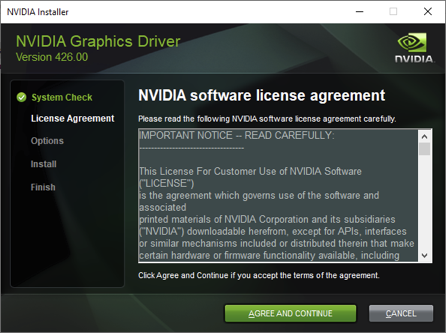 NVIDIA Installer
NVIDIA Graphics Driver
Version 426.00
NVIDIA
System Check
License Agreement
Options
Install
Finish
NVIDIA software license agreement
Please read the following NVIDIA software license agreement carefully.
IMPORTANT NOTICE -- READ CAREFULLY:
-----------------------------------
This License For Customer Use of NVIDIA Software
("LICENSE")
is the agreement which governs use of the software and
associated
printed materials of NVIDIA Corporation and its subsidiaries
("NVIDIA") downloadable herefrom, except for APIs, interfaces
or similar mechanisms included or distributed therein that make
certain hardware or firmware functionality available, including
Click Agree and Continue if you accept the terms of the agreement.
AGREE AND CONTINUE
CANCEL